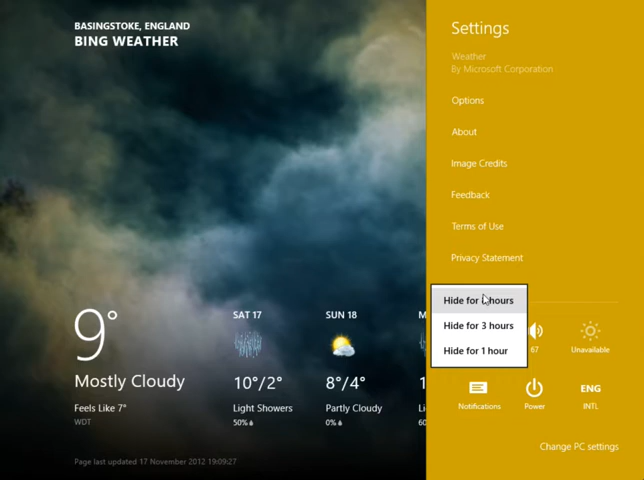 BASINGSTOKE, ENGLAND
BING WEATHER
9°
Mostly Cloudy
Feels Like 7°
WDT
SAT 17
10°/2°
Light Showers
50%
SUN 18
8°/4°
Partly Cloudy
0%
M
1
Li
60
Page last updated 17 November 2012 19:09:27
Settings
Weather
By Microsoft Corporation
Options
About
Image Credits
Feedback
Terms of Use
Privacy Statement
Hide for hours
Hide for 3 hours
Hide for 1 hour
67
Unavailable
Notifications
Power
ENG
INTL
Change PC settings